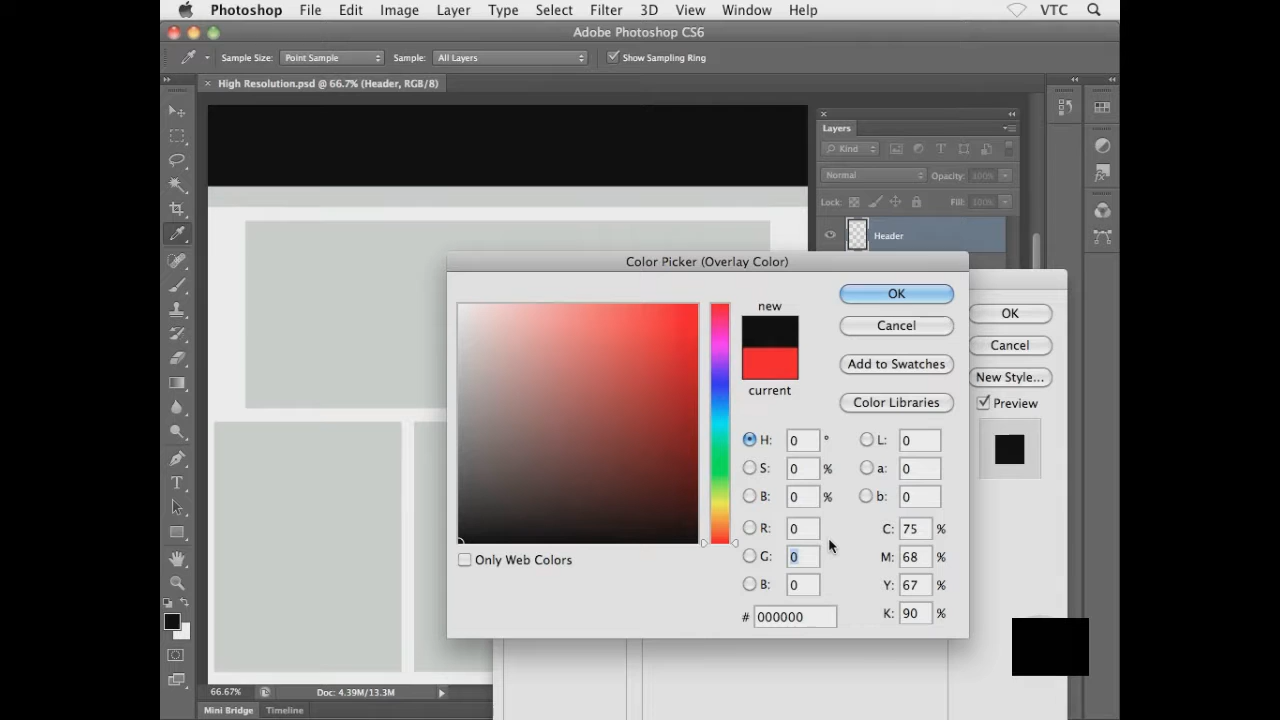 Photoshop File Edit Image Layer Type Select Filter 3D View Window Help VTC
Adobe Photoshop CS6
Sample Size: Point Sample Sample: All Layers Show Sampling Ring
High Resolution.psd @ 66.7% (Header, RGB/8)
Layers
Kind
Normal Opacity: 100%
Lock: Fill: 100%
Header
Color Picker (Overlay Color)
new
current
OK
Cancel
Add to Swatches
Color Libraries
H: 0 ° L: 0
S: 0 % a: 0
B: 0 % b: 0
R: 0 C: 75 %
G: 0 M: 68 %
B: 0 Y: 67 %
# 000000 K: 90 %
Only Web Colors
OK
Cancel
New Style...
Preview
66.67% Doc: 4.39M/13.3M
Mini Bridge Timeline